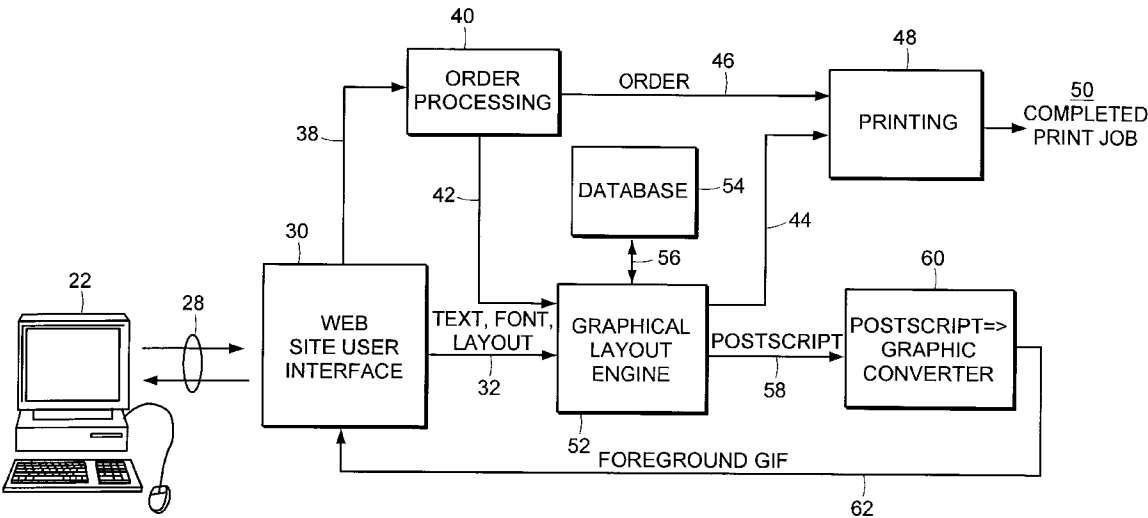 40
ORDER
PROCESSING
ORDER
46
48
PRINTING
50
COMPLETED
PRINT JOB
38
42
DATABASE
54
44
56
30
WEB
SITE USER
INTERFACE
22
28
TEXT, FONT,
LAYOUT
32
GRAPHICAL
LAYOUT
ENGINE
52
POSTSCRIPT
58
60
POSTSCRIPT=>
GRAPHIC
CONVERTER
FOREGROUND GIF
62